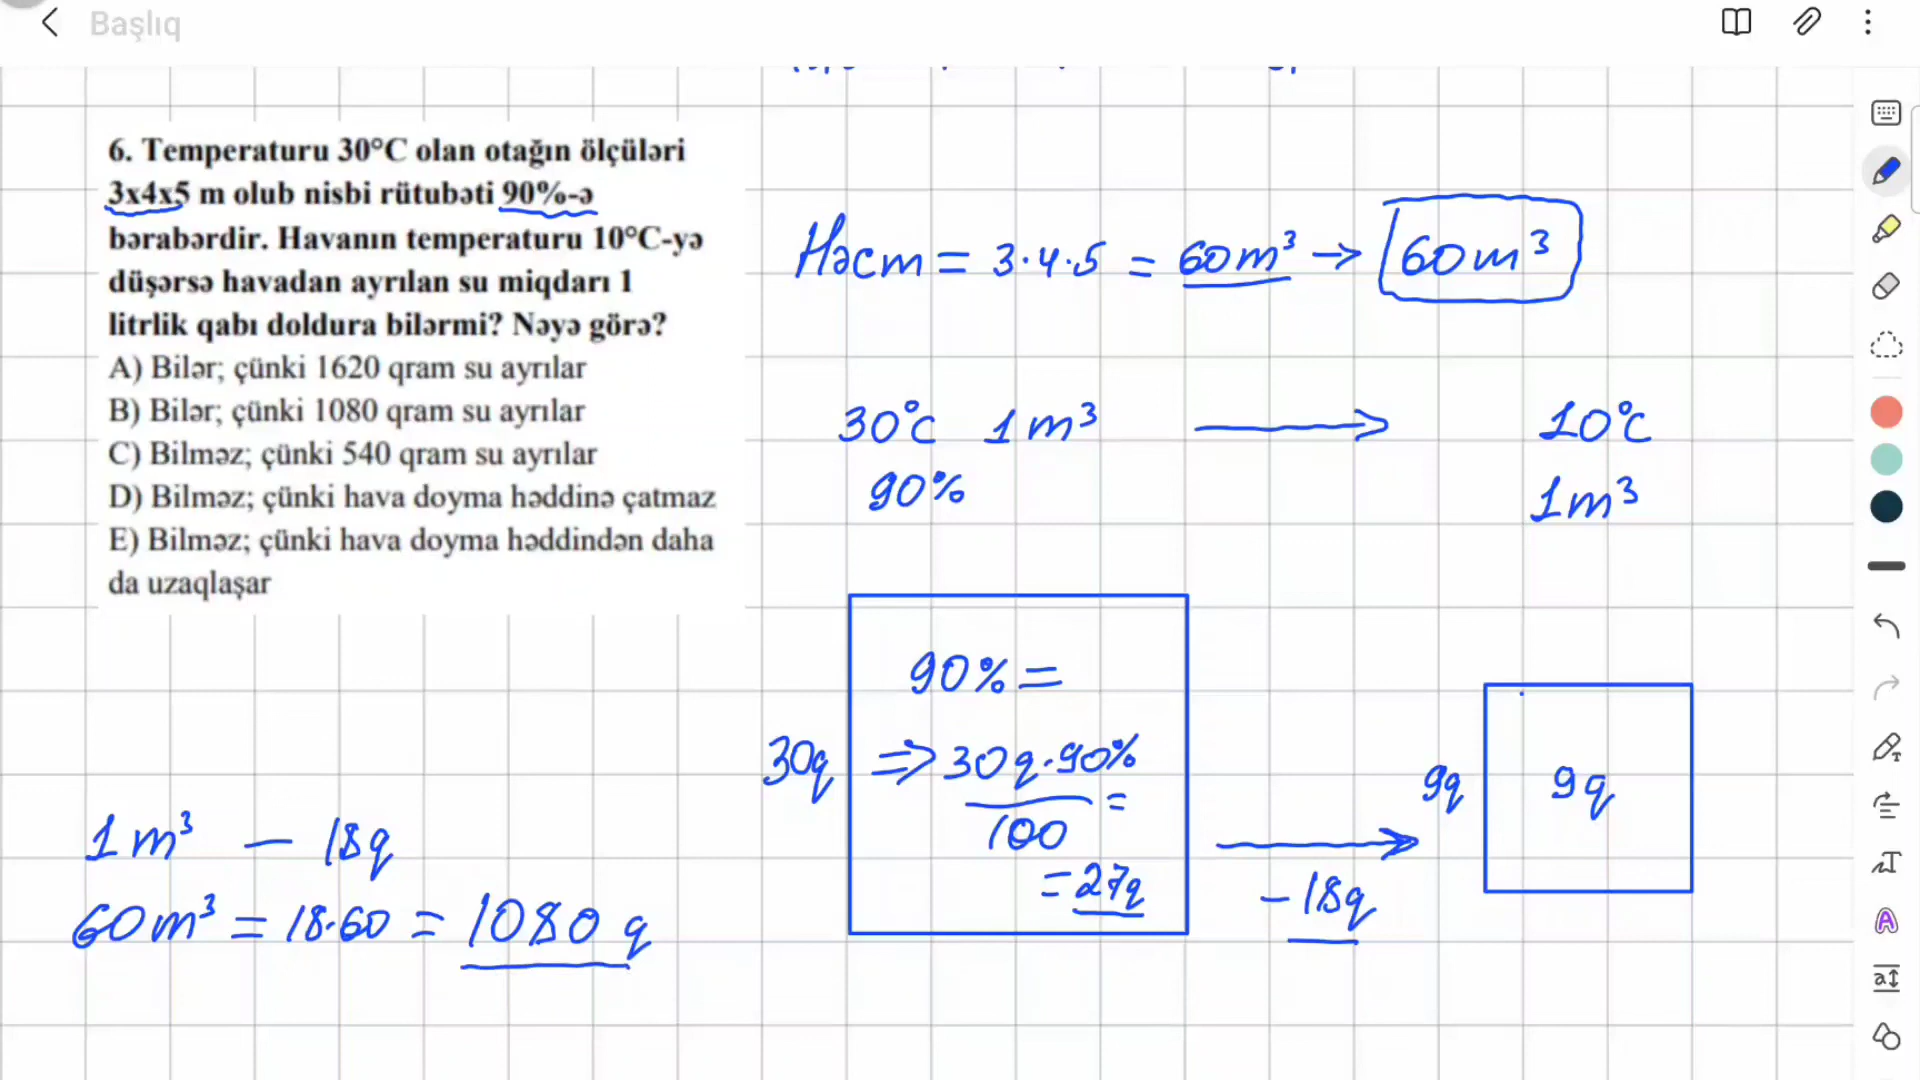 Başlıq
6. Temperaturu 30°C olan otağın ölçüləri
3x4x5 m olub nisbi rütubəti 90%-ə
bərabərdir. Havanın temperaturu 10°C-yə
düşərsə havadan ayrılan su miqdarı 1
litrlik qabı doldura bilərmi? Nəyə görə?
A) Bilər; çünki 1620 qram su ayrılar
B) Bilər; çünki 1080 qram su ayrılar
C) Bilməz; çünki 540 qram su ayrılar
D) Bilməz; çünki hava doyma həddinə çatmaz
E) Bilməz; çünki hava doyma həddindən daha
da uzaqlaşar
Həcm = 3·4·5 = 60m³ → 60m³
30°C 1m³ → 10°C
90% 1m³
90% =
30q ⇒ 30q·90% =
100
= 27q
-18q
9q 9q
1m³ — 18q
60m³ = 18·60 = 1080 q